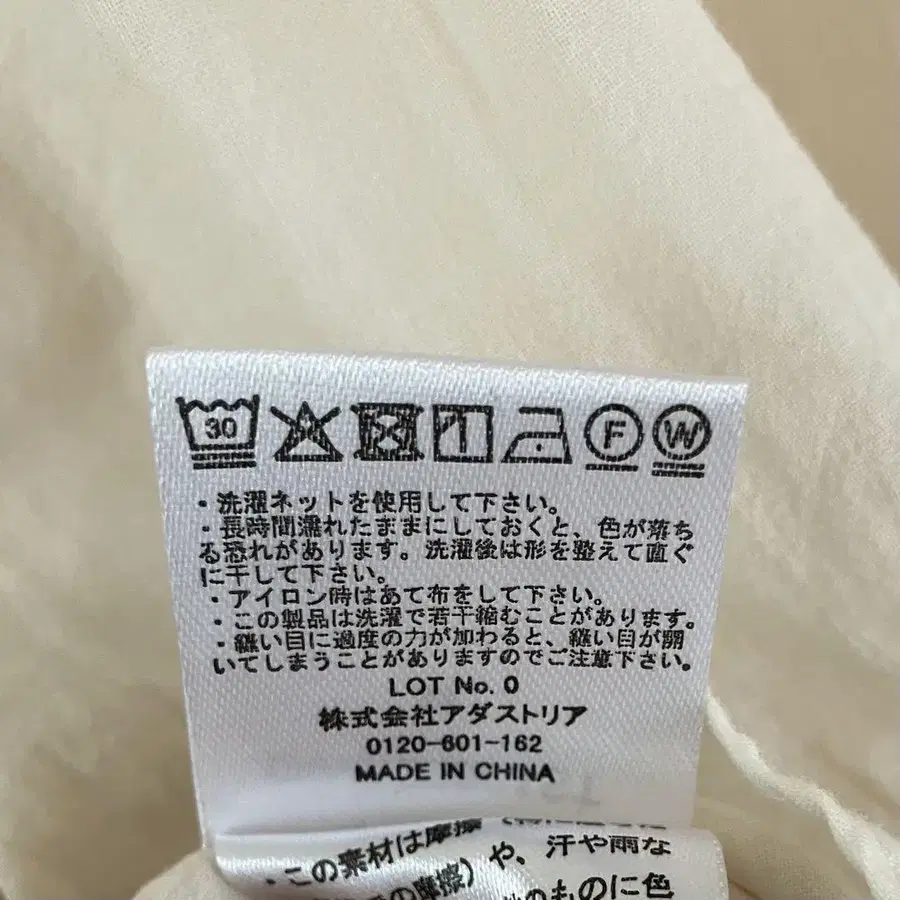 30 F W
・洗濯ネットを使用して下さい。
・長時間濡れたままにしておくと、色が落ち
る恐れがあります。洗濯後は形を整えて直ぐ
に干して下さい。
・アイロン時はあて布をして下さい。
・この製品は洗濯で若干縮むことがあります。
・縫い目に過度の力が加わると、縫い目が開
いてしまうことがありますのでご注意下さい。
LOT No. 0
株式会社アダストリア
0120-601-162
MADE IN CHINA
・この素材は摩擦
の摩擦）や、汗や雨な
のものに色